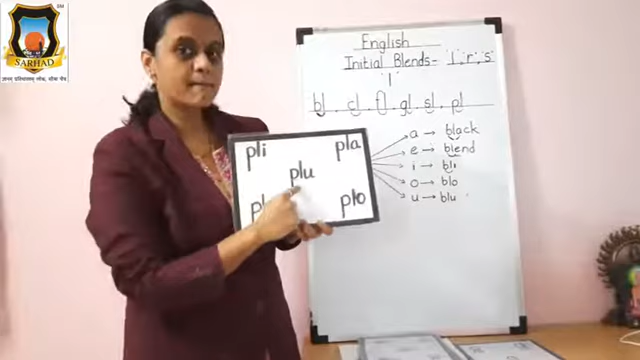 SARHAD
English
Initial Blends= l, r, s
l
bl, cl, fl, gl, sl, pl
a → black
e → blend
i → bli
o → blo
u → blu
pli pla
plu
plo